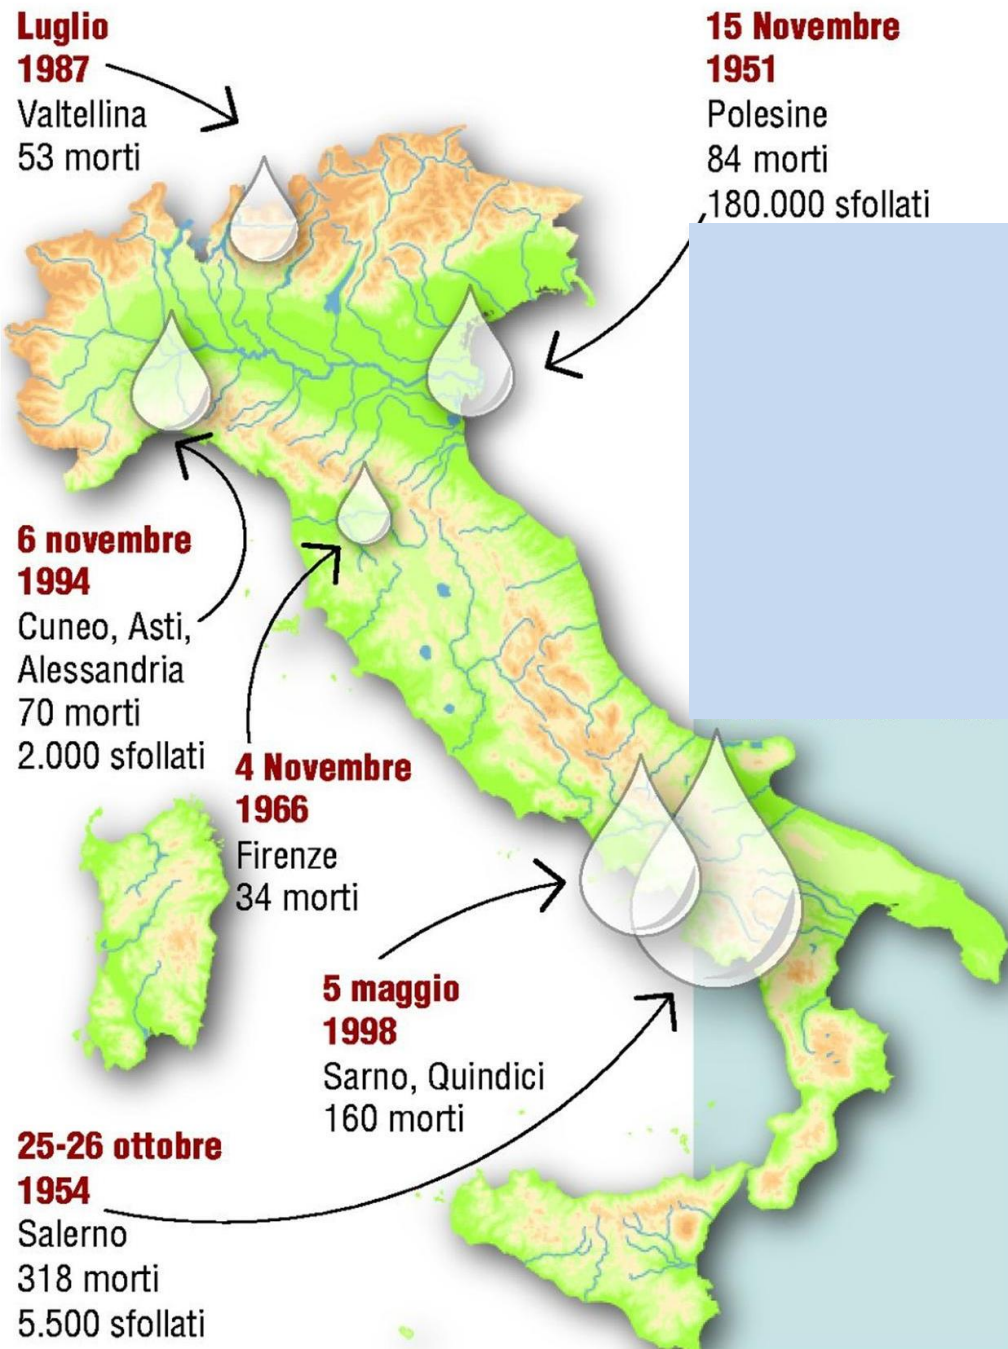 Luglio
1987
Valtellina
53 morti
15 Novembre
1951
Polesine
84 morti
180.000 sfollati
6 novembre
1994
Cuneo, Asti,
Alessandria
70 morti
2.000 sfollati
4 Novembre
1966
Firenze
34 morti
5 maggio
1998
Sarno, Quindici
160 morti
25-26 ottobre
1954
Salerno
318 morti
5.500 sfollati